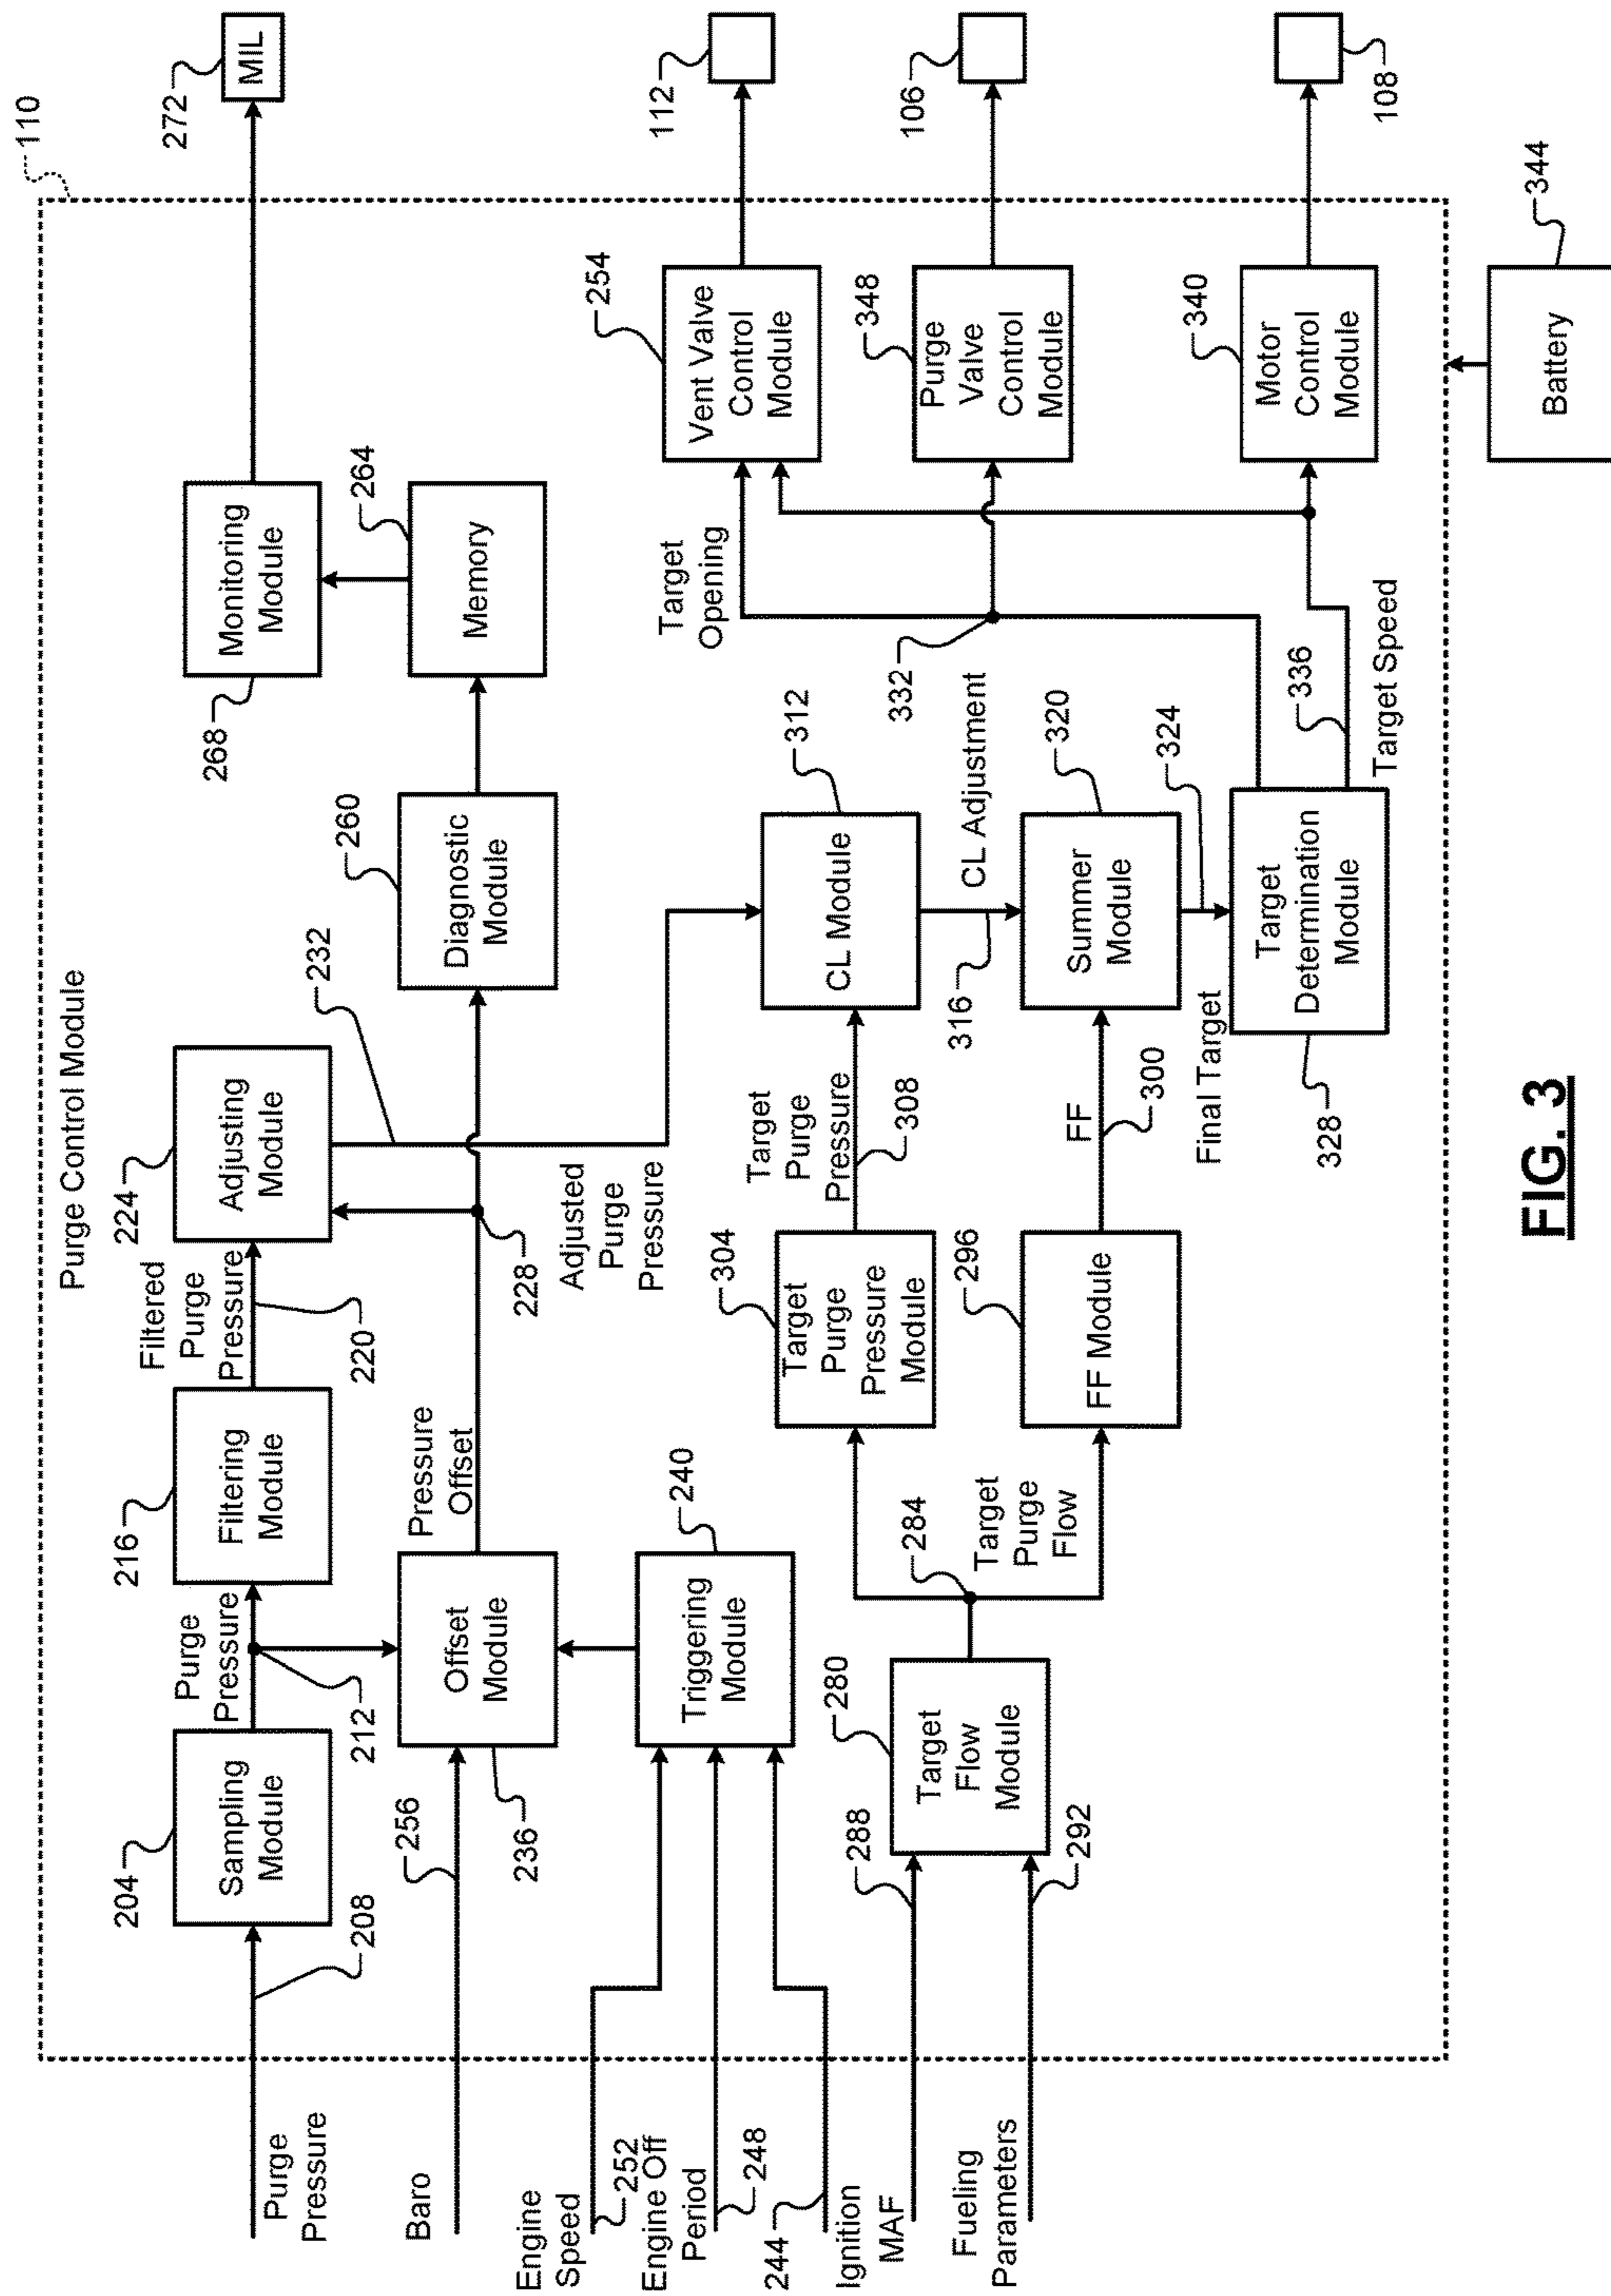 110
Purge Control Module
Purge
Pressure
208
204
Sampling
Module
Purge
Pressure
212
216
Filtering
Module
Filtered
Purge
Pressure
220
224
Adjusting
Module
232
268
Monitoring
Module
272
MIL
Baro
256
236
Offset
Module
Pressure
Offset
228
Adjusted
Purge
Pressure
260
Diagnostic
Module
264
Memory
Engine
Speed
252
Engine Off
Period
248
244
Ignition
240
Triggering
Module
MAF
288
Fueling
Parameters
292
280
Target
Flow
Module
284
Target
Purge
Flow
304
Target
Purge
Pressure
Module
Target
Purge
Pressure
308
312
CL Module
316
CL Adjustment
296
FF Module
FF
300
320
Summer
Module
Final Target
324
328
Target
Determination
Module
Target
Opening
332
336
Target Speed
254
Vent Valve
Control
Module
112
348
Purge
Valve
Control
Module
106
340
Motor
Control
Module
108
344
Battery
FIG. 3